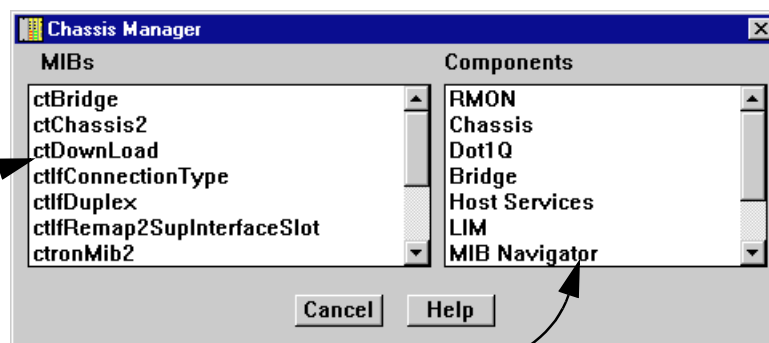 Chassis Manager
MIBs
Components
ctBridge
ctChassis2
ctDownLoad
ctIfConnectionType
ctIfDuplex
ctIfRemap2SupInterfaceSlot
ctronMib2
RMON
Chassis
Dot1Q
Bridge
Host Services
LIM
MIB Navigator
Cancel
Help